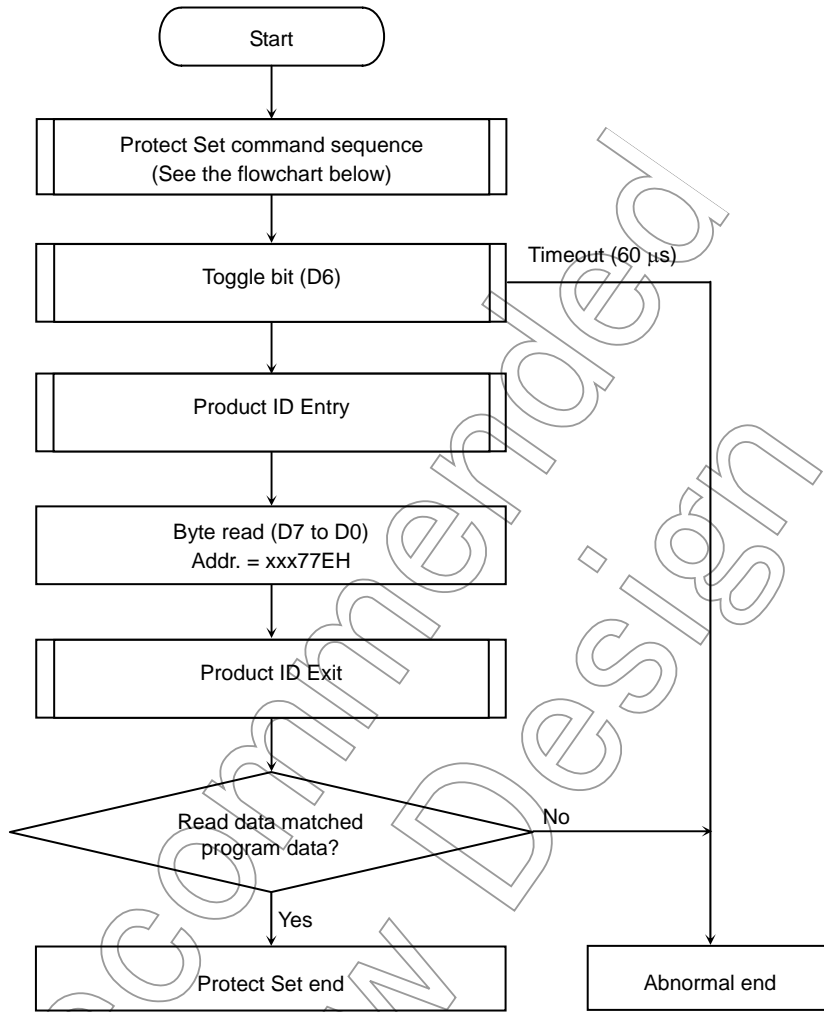 Start
Protect Set command sequence
(See the flowchart below)
Toggle bit (D6)
Timeout (60 μs)
Product ID Entry
Byte read (D7 to D0)
Addr. = xxx77EH
Product ID Exit
Read data matched
program data?
No
Yes
Protect Set end
Abnormal end
ecommended
w Design